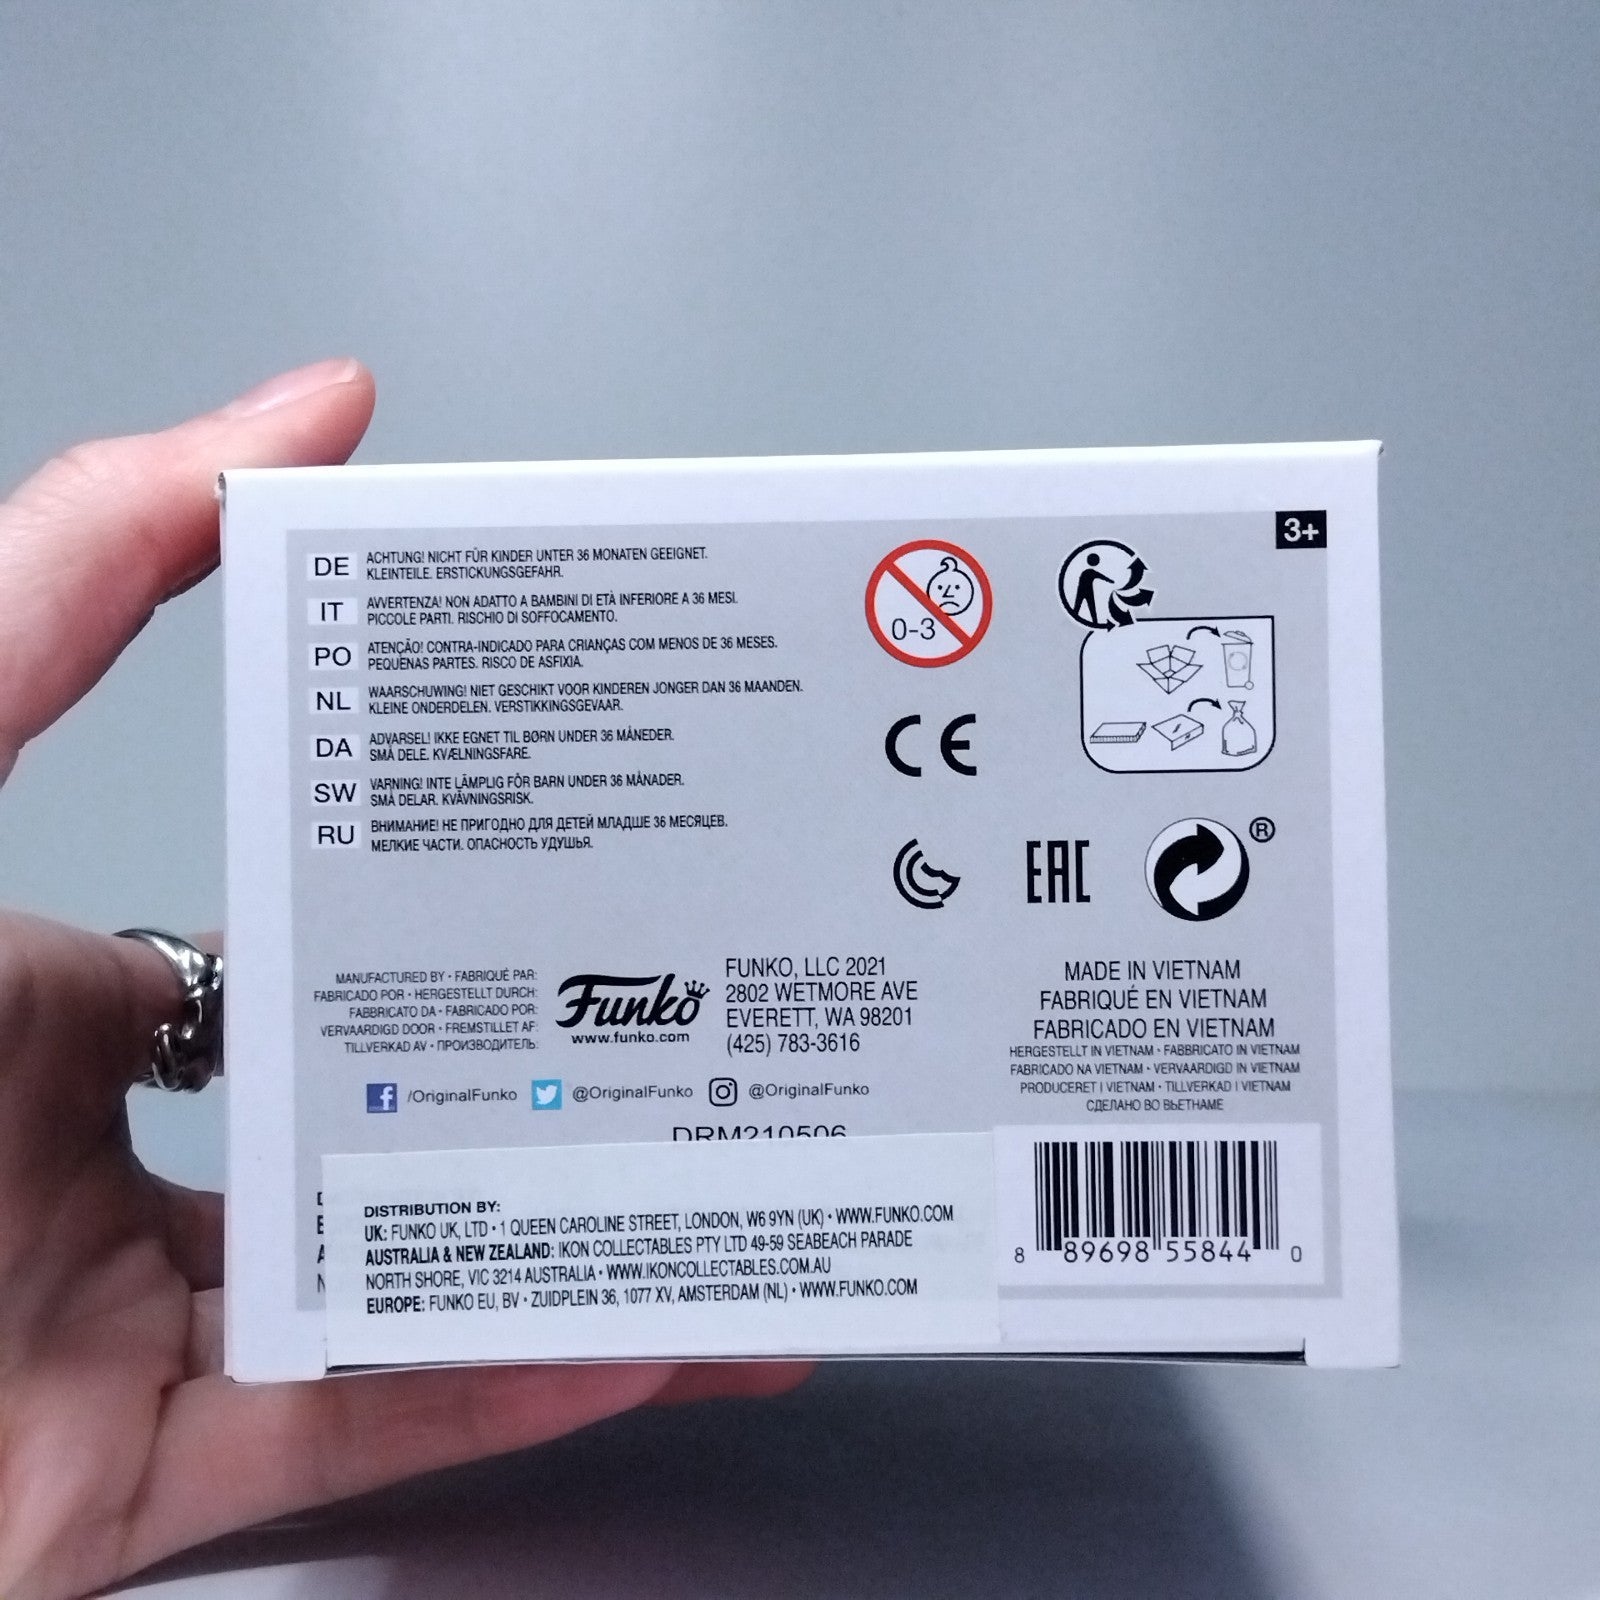 3+
DE ACHTUNG! NICHT FÜR KINDER UNTER 36 MONATEN GEEIGNET.
KLEINTEILE. ERSTICKUNGSGEFAHR.
IT AVVERTENZA! NON ADATTO A BAMBINI DI ETÀ INFERIORE A 36 MESI.
PICCOLE PARTI. RISCHIO DI SOFFOCAMENTO.
PO ATENÇÃO! CONTRA-INDICADO PARA CRIANÇAS COM MENOS DE 36 MESES.
PEQUENAS PARTES. RISCO DE ASFIXIA.
NL WAARSCHUWING! NIET GESCHIKT VOOR KINDEREN JONGER DAN 36 MAANDEN.
KLEINE ONDERDELEN. VERSTIKKINGSGEVAAR.
DA ADVARSEL! IKKE EGNET TIL BØRN UNDER 36 MÅNEDER.
SMÅ DELE. KVÆLNINGSFARE.
SW VARNING! INTE LÄMPLIG FÖR BARN UNDER 36 MÅNADER.
SMÅ DELAR. KVÄVNINGSRISK.
RU ВНИМАНИЕ! НЕ ПРИГОДНО ДЛЯ ДЕТЕЙ МЛАДШЕ 36 МЕСЯЦЕВ.
МЕЛКИЕ ЧАСТИ. ОПАСНОСТЬ УДУШЬЯ.
0-3
CE
EAC
®
MANUFACTURED BY • FABRIQUÉ PAR:
FABRICADO POR • HERGESTELLT DURCH:
FABBRICATO DA • FABRICADO POR:
VERVAARDIGD DOOR • FREMSTILLET AF:
TILLVERKAD AV • ПРОИЗВОДИТЕЛЬ:
Funko
www.funko.com
FUNKO, LLC 2021
2802 WETMORE AVE
EVERETT, WA 98201
(425) 783-3616
MADE IN VIETNAM
FABRIQUÉ EN VIETNAM
FABRICADO EN VIETNAM
HERGESTELLT IN VIETNAM • FABBRICATO IN VIETNAM
FABRICADO NA VIETNAM • VERVAARDIGD IN VIETNAM
PRODUCERET I VIETNAM • TILLVERKAD I VIETNAM
СДЕЛАНО ВО ВЬЕТНАМЕ
/OriginalFunko @OriginalFunko @OriginalFunko
DRM210506
DISTRIBUTION BY:
UK: FUNKO UK, LTD • 1 QUEEN CAROLINE STREET, LONDON, W6 9YN (UK) • WWW.FUNKO.COM
AUSTRALIA & NEW ZEALAND: IKON COLLECTABLES PTY LTD 49-59 SEABEACH PARADE
NORTH SHORE, VIC 3214 AUSTRALIA • WWW.IKONCOLLECTABLES.COM.AU
EUROPE: FUNKO EU, BV • ZUIDPLEIN 36, 1077 XV, AMSTERDAM (NL) • WWW.FUNKO.COM
8 89698 55844 0